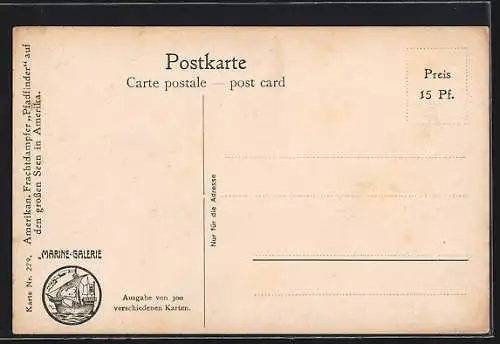 Postkarte
Carte postale — post card
Preis
15 Pf.
Karte Nr. 279. Amerikan. Frachtdampfer „Pfadfinder" auf
den großen Seen in Amerika.
Nur für die Adresse
„MARINE-GALERIE
Ausgabe von 300
verschiedenen Karten.